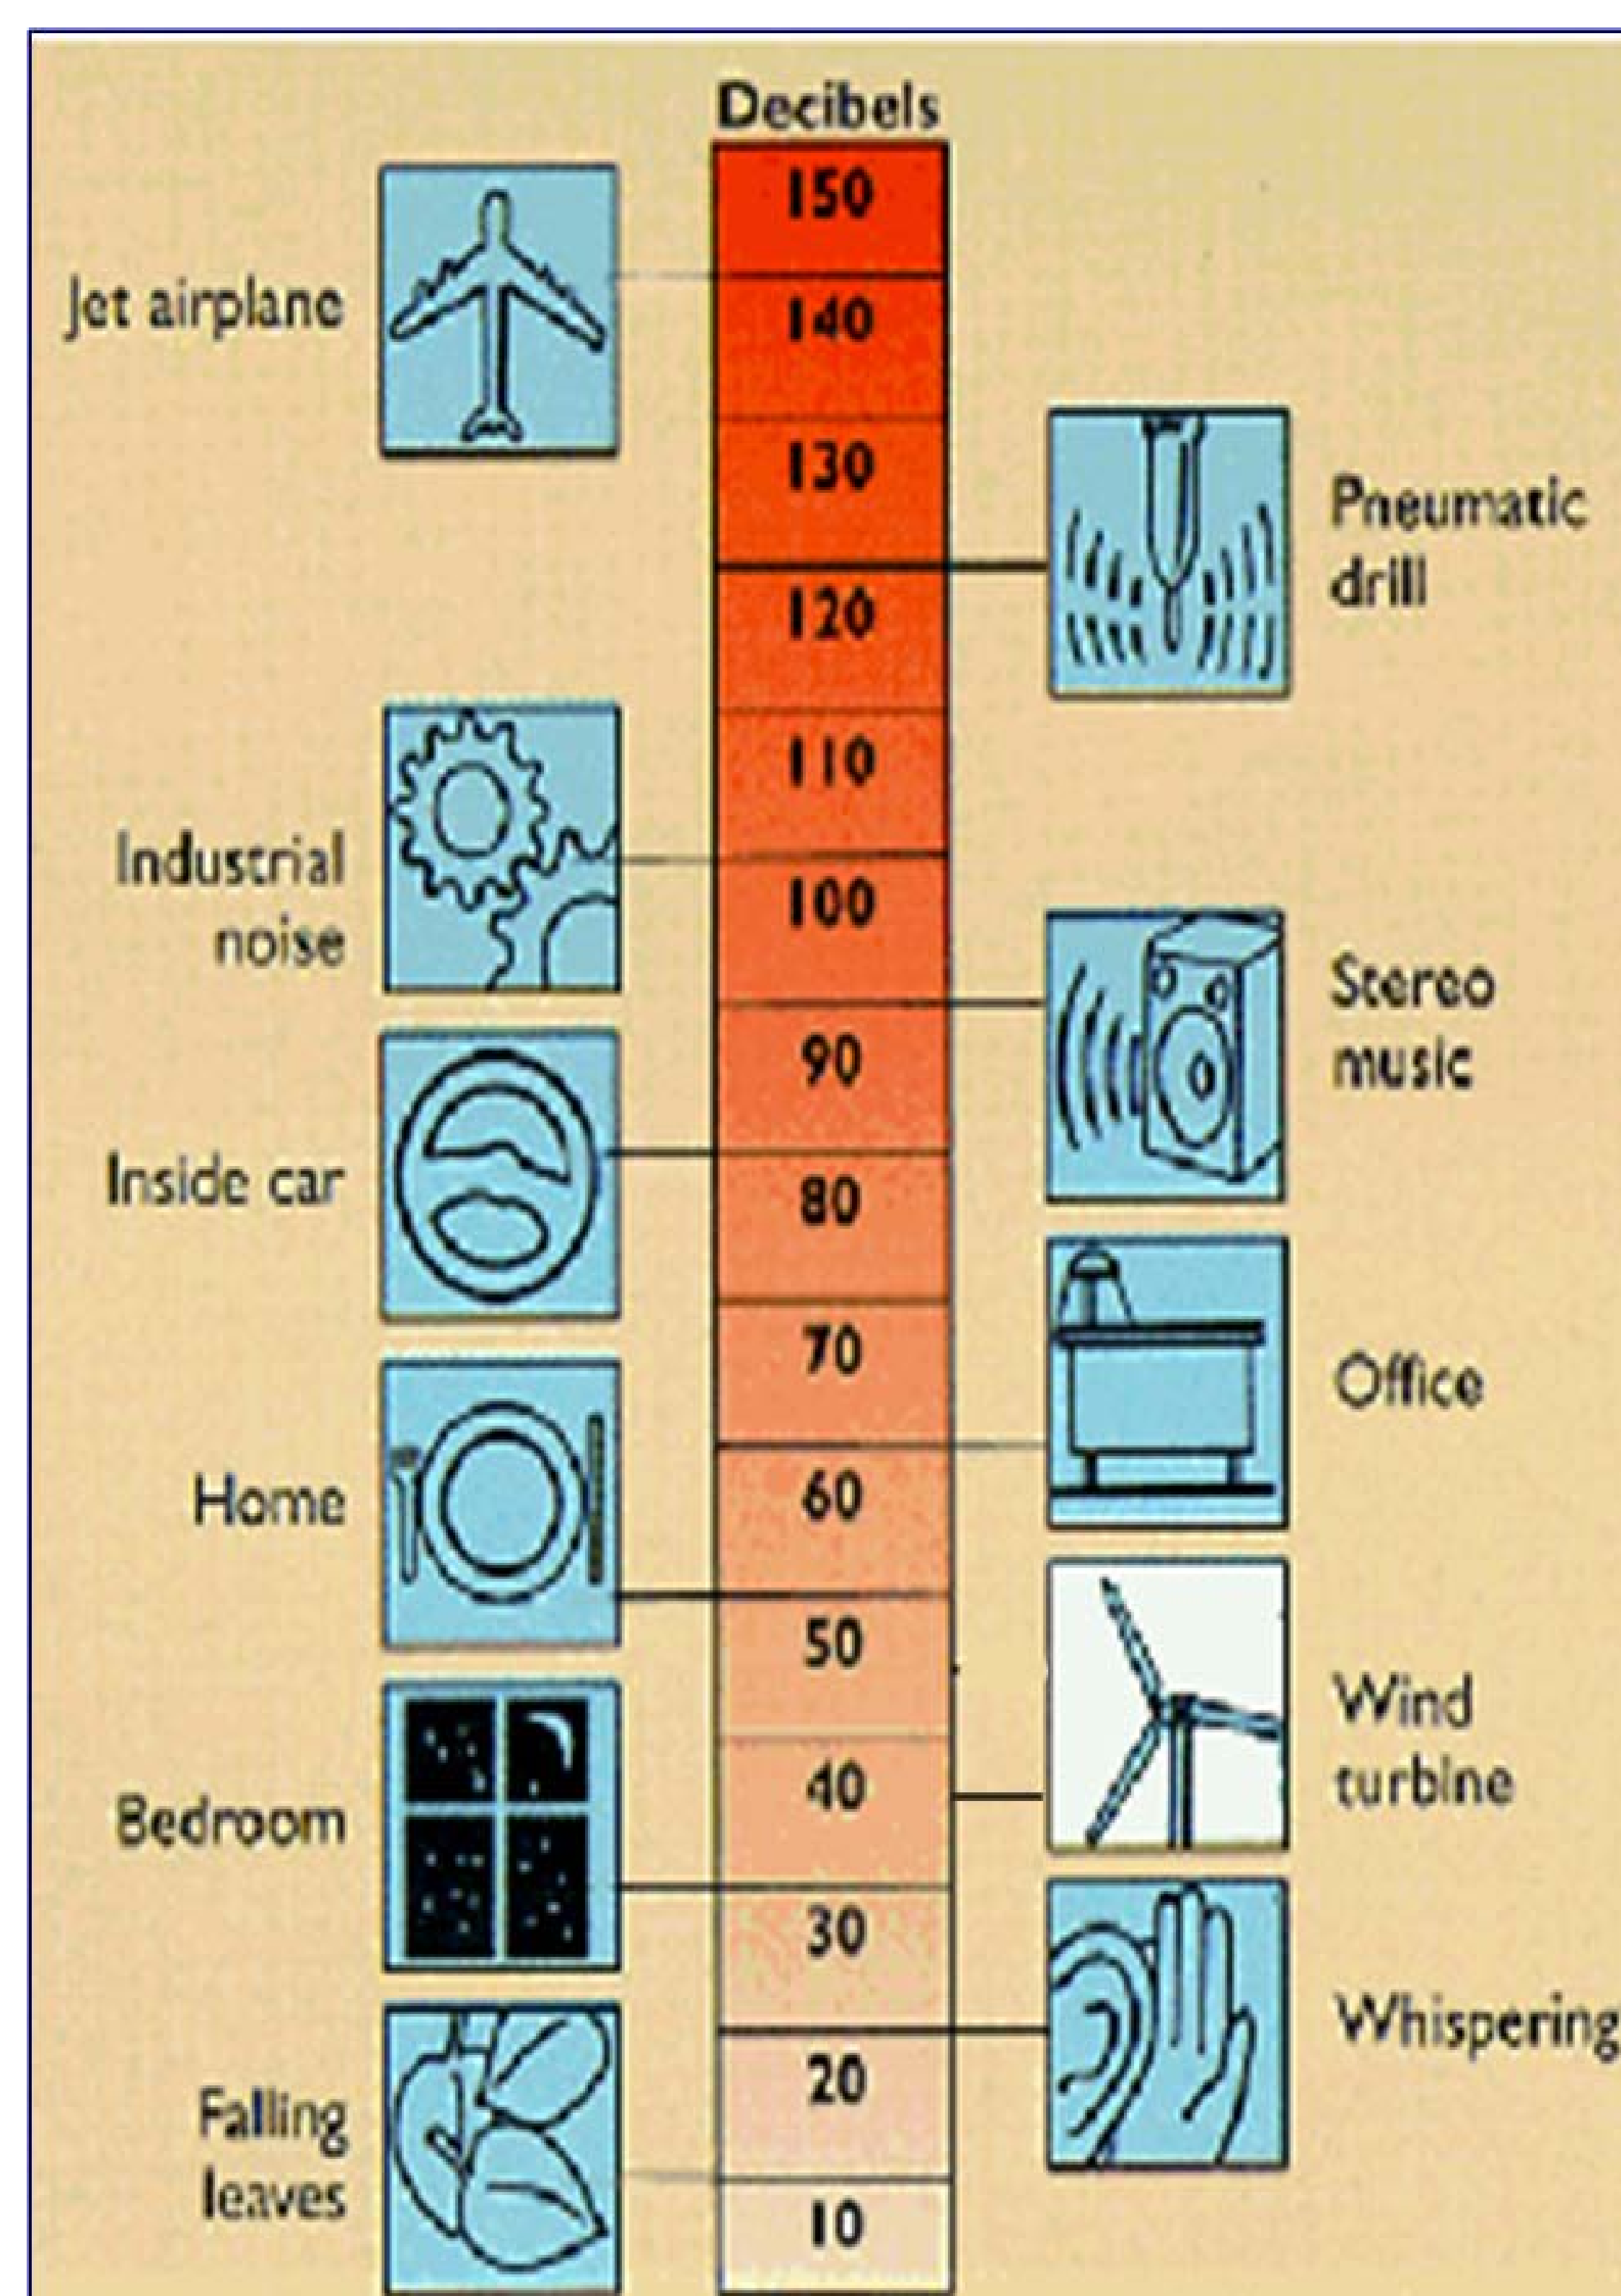 Decibels
150
Jet airplane
140
130
Pneumatic
drill
120
110
Industrial
noise
100
Stereo
music
90
Inside car
80
70
Office
60
Home
50
Wind
turbine
40
Bedroom
30
Whispering
20
Falling
leaves
10